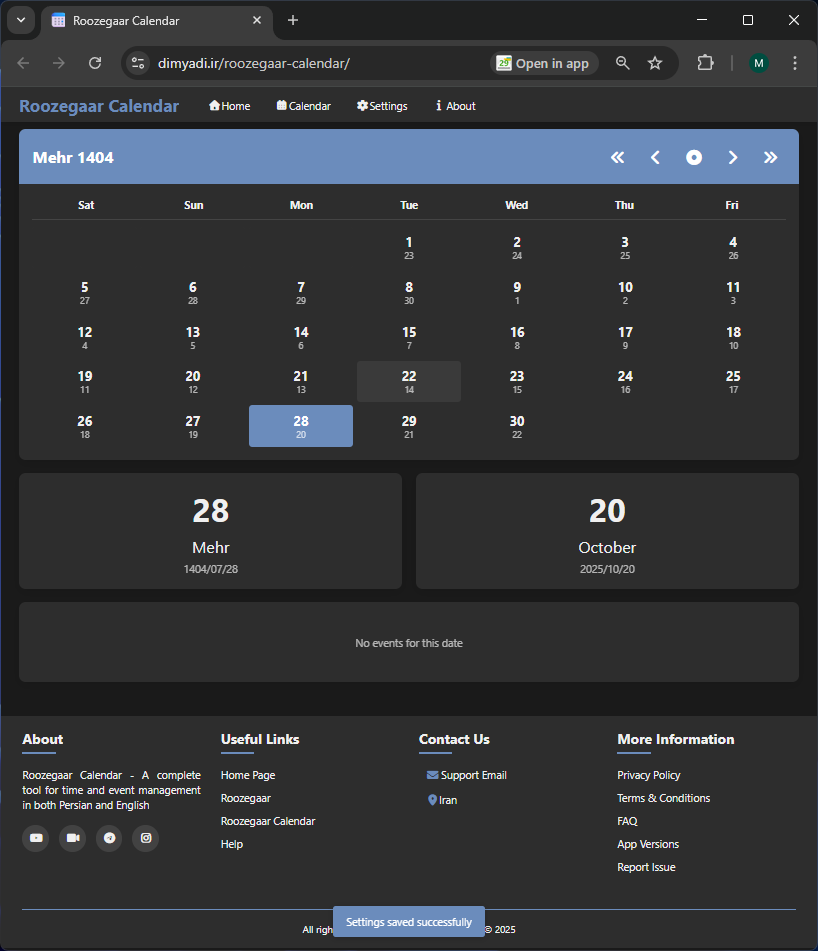 Roozegaar Calendar
dimyadi.ir/roozegaar-calendar/
29 Open in app
M
Roozegaar Calendar Home Calendar Settings About
Mehr 1404
Sat Sun Mon Tue Wed Thu Fri
1 2 3 4
23 24 25 26
5 6 7 8 9 10 11
27 28 29 30 1 2 3
12 13 14 15 16 17 18
4 5 6 7 8 9 10
19 20 21 22 23 24 25
11 12 13 14 15 16 17
26 27 28 29 30
18 19 20 21 22
28
Mehr
1404/07/28
20
October
2025/10/20
No events for this date
About
Roozegaar Calendar - A complete
tool for time and event management
in both Persian and English
Useful Links
Home Page
Roozegaar
Roozegaar Calendar
Help
Contact Us
Support Email
Iran
More Information
Privacy Policy
Terms & Conditions
FAQ
App Versions
Report Issue
Settings saved successfully
All righ © 2025